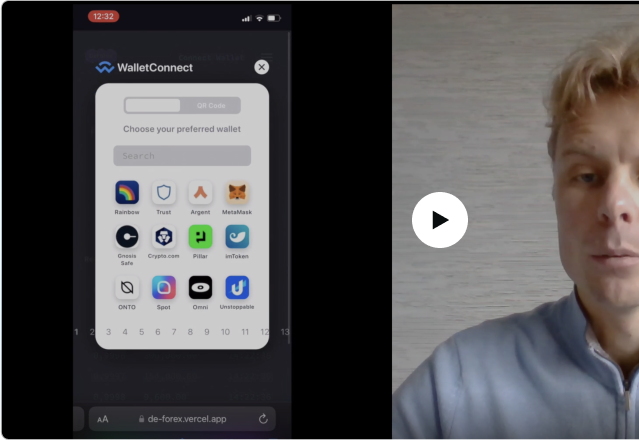 12:32
WalletConnect
QR Code
Choose your preferred wallet
Search
Rainbow Trust Argent MetaMask
Gnosis Safe Crypto.com Pillar imToken
ONTO Spot Omni Unstoppable
1 2 3 4 5 6 7 8 9 10 11 12 13
AA de-forex.vercel.app